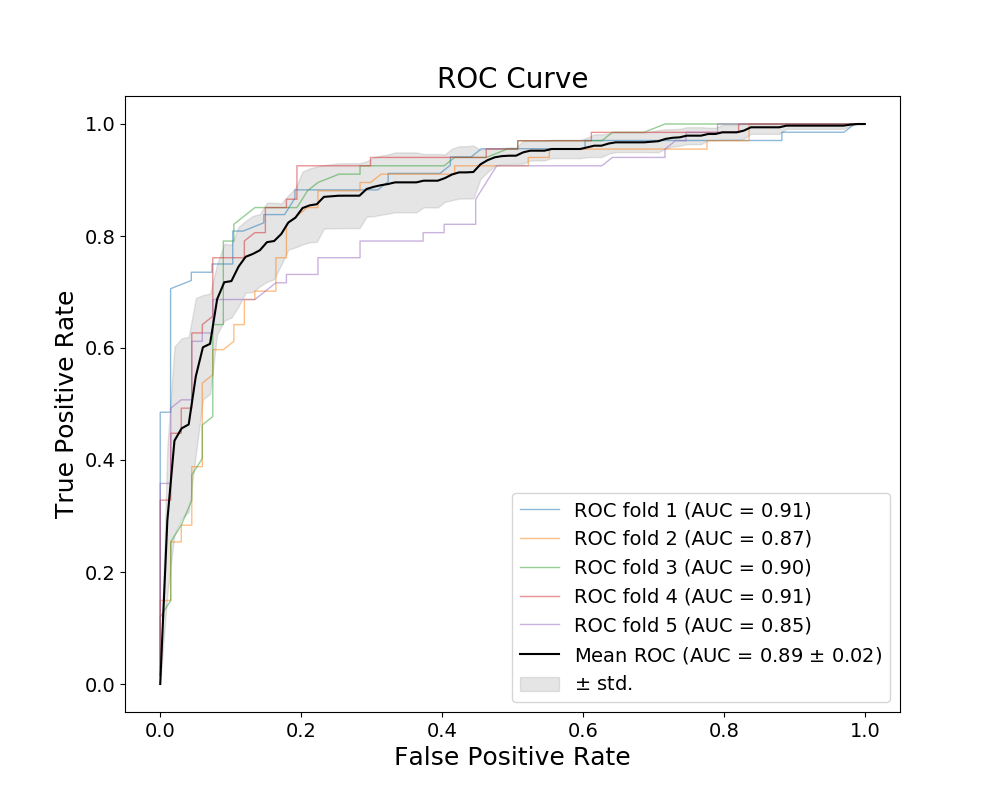 ROC Curve
True Positive Rate
1.0
0.8
0.6
0.4
0.2
0.0
0.0 0.2 0.4 0.6 0.8 1.0
False Positive Rate
ROC fold 1 (AUC = 0.91)
ROC fold 2 (AUC = 0.87)
ROC fold 3 (AUC = 0.90)
ROC fold 4 (AUC = 0.91)
ROC fold 5 (AUC = 0.85)
Mean ROC (AUC = 0.89 ± 0.02)
± std.